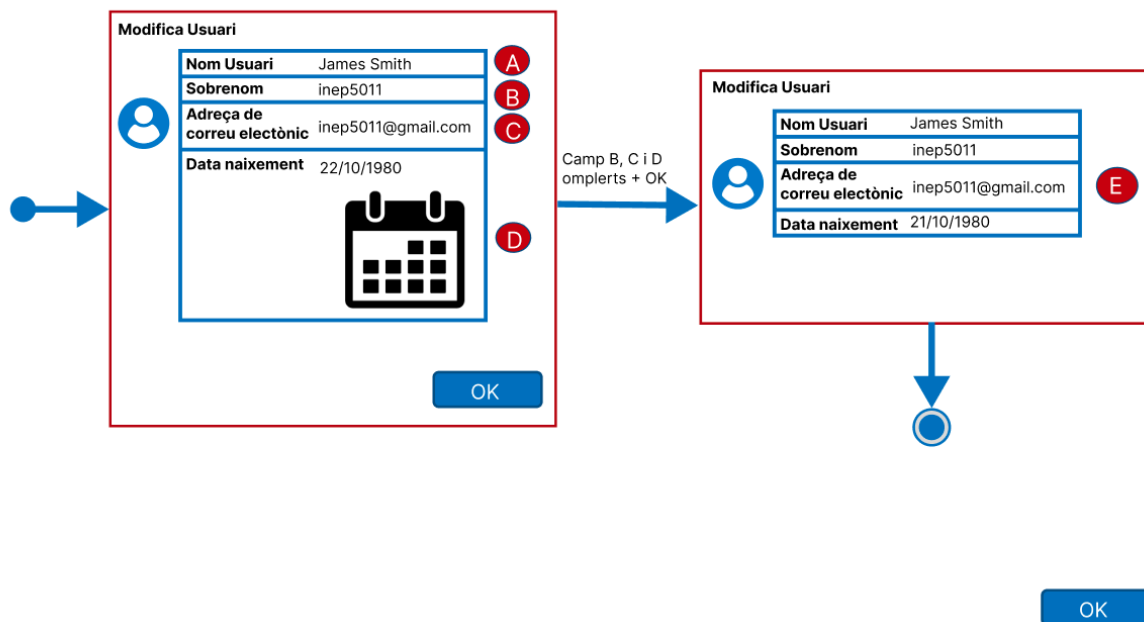 Modifica Usuari
Nom Usuari James Smith
A
Sobrenom inep5011
B
Adreça de
correu electònic inep5011@gmail.com
C
Data naixement 22/10/1980
D
OK
Camp B, C i D
omplerts + OK
Modifica Usuari
Nom Usuari James Smith
Sobrenom inep5011
Adreça de
correu electònic inep5011@gmail.com
E
Data naixement 21/10/1980
OK